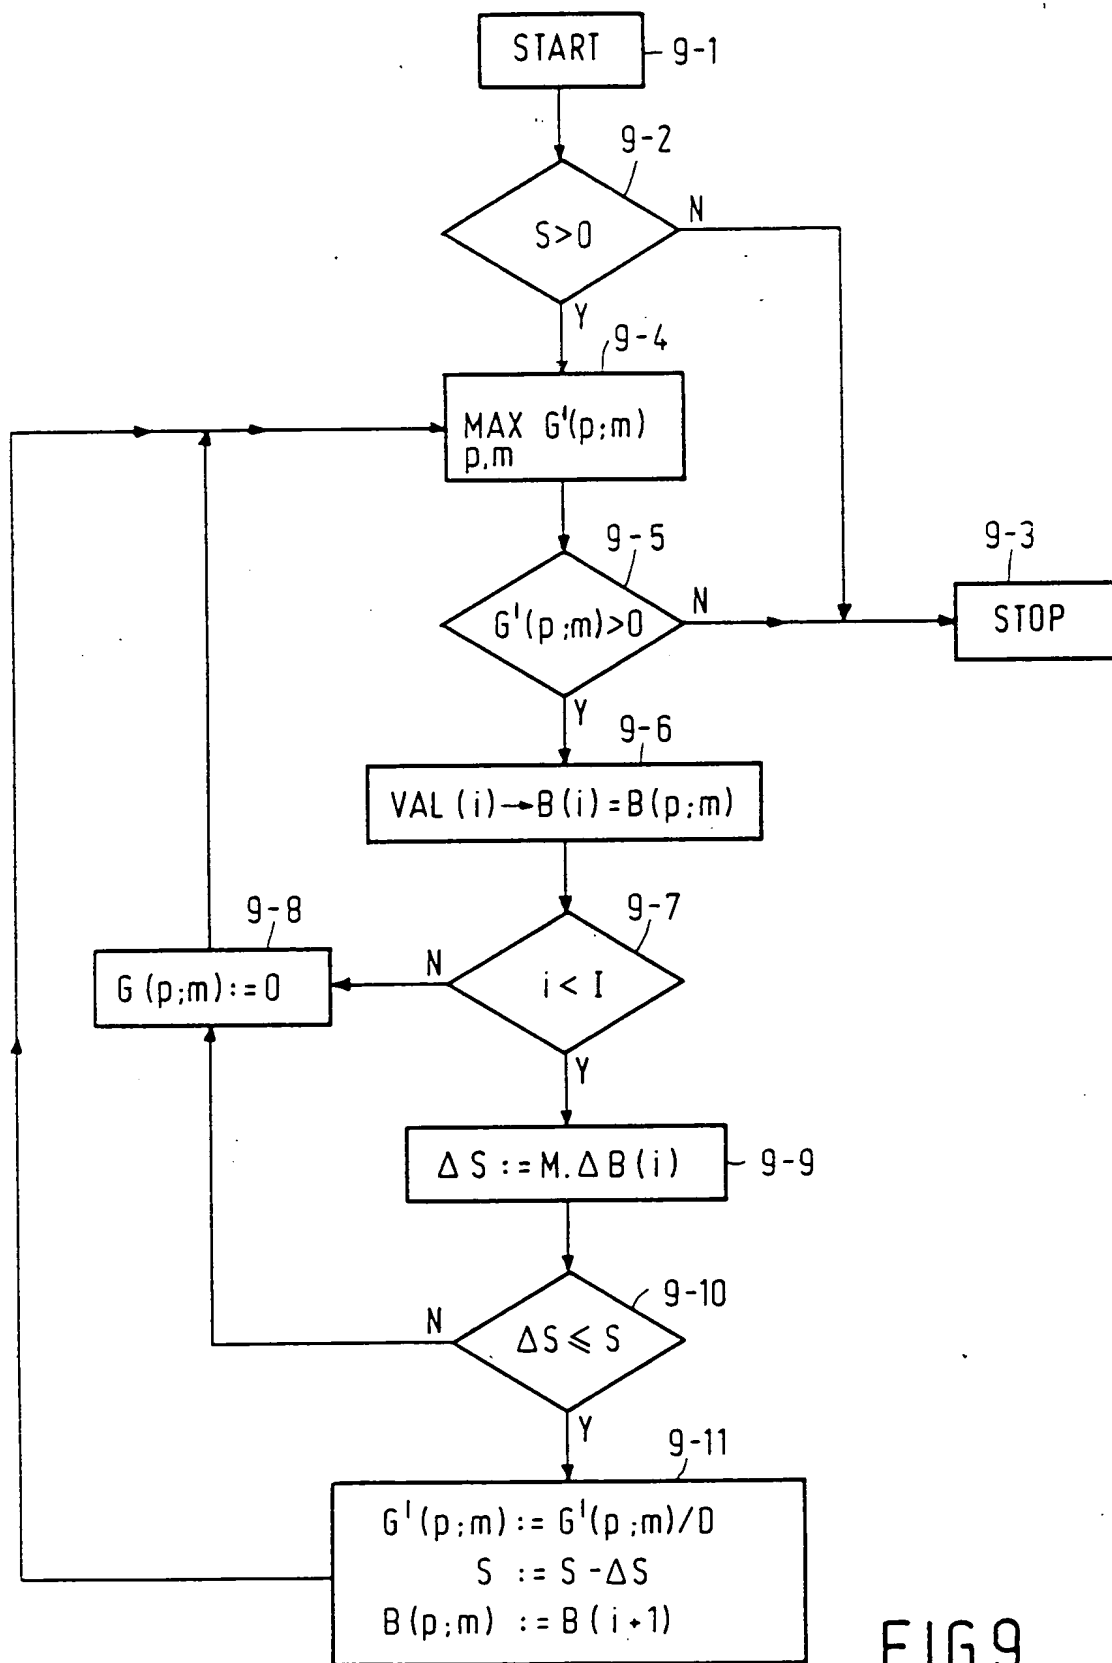 START
9-1
9-2
S>0
N
Y
9-4
MAX G'(p;m)
p,m
9-5
G'(p;m)>0
N
9-3
STOP
Y
9-6
VAL(i)→B(i)=B(p;m)
9-7
9-8
G(p;m):=0
N
i < I
Y
ΔS:=M.ΔB(i)
9-9
9-10
N
ΔS⩽S
Y
9-11
G'(p;m):=G'(p;m)/D
S:=S-ΔS
B(p;m):=B(i+1)
FIG.9